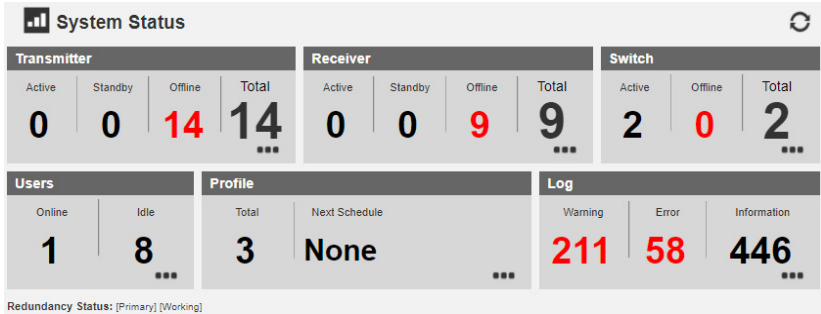 System Status
Transmitter Receiver Switch
Active Standby Offline Total Active Standby Offline Total Active Offline Total
0 0 14 14 0 0 9 9 2 0 2
Users Profile Log
Online Idle Total Next Schedule Warning Error Information
1 8 3 None 211 58 446
Redundancy Status: [Primary] [Working]